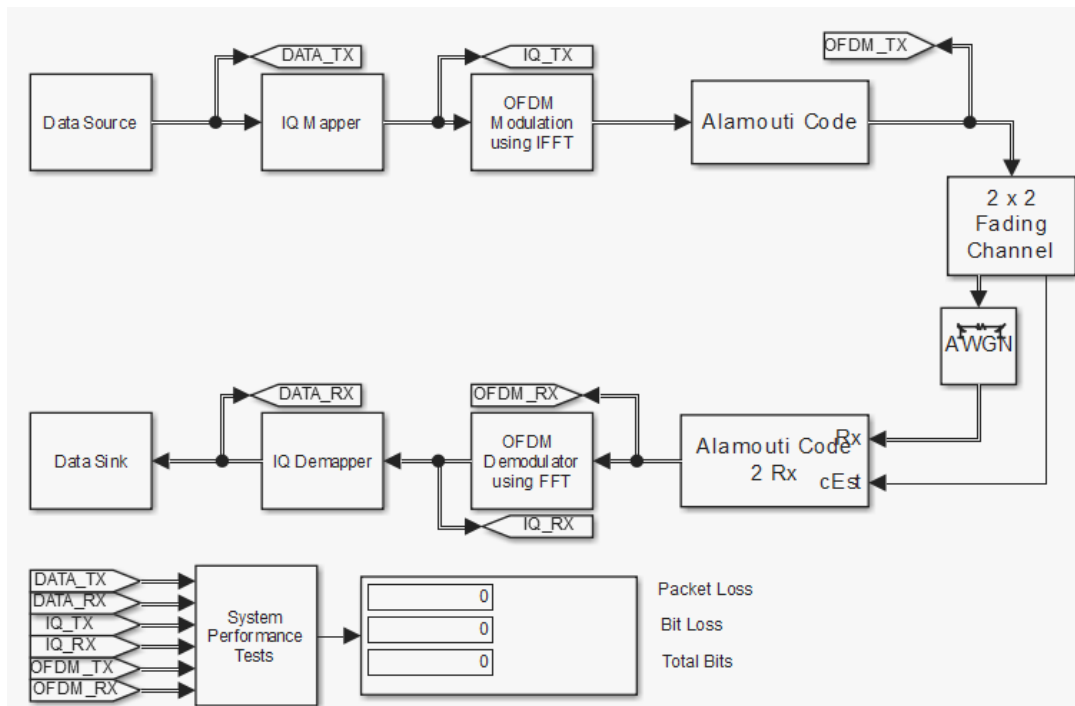 DATA_TX
IQ_TX
OFDM_TX
Data Source
IQ Mapper
OFDM
Modulation
using IFFT
Alamouti Code
2 x 2
Fading
Channel
AWGN
DATA_RX
OFDM_RX
Data Sink
IQ Demapper
OFDM
Demodulator
using FFT
Alamouti Code
2 Rx
Rx
cEst
IQ_RX
DATA_TX
DATA_RX
IQ_TX
IQ_RX
OFDM_TX
OFDM_RX
System
Performance
Tests
0
Packet Loss
0
Bit Loss
0
Total Bits